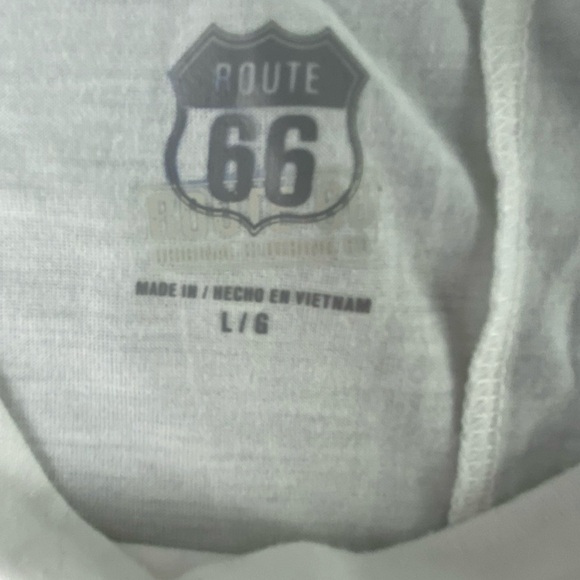 ROUTE
66
MADE IN / HECHO EN VIETNAM
L / G